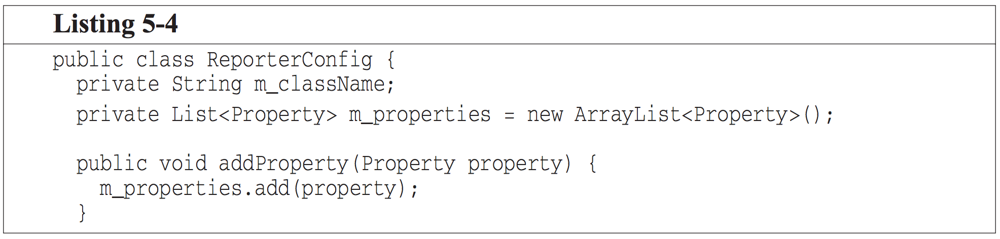 Listing 5-4
public class ReporterConfig {
  private String m_className;
  private List<Property> m_properties = new ArrayList<Property>();
  public void addProperty(Property property) {
    m_properties.add(property);
  }